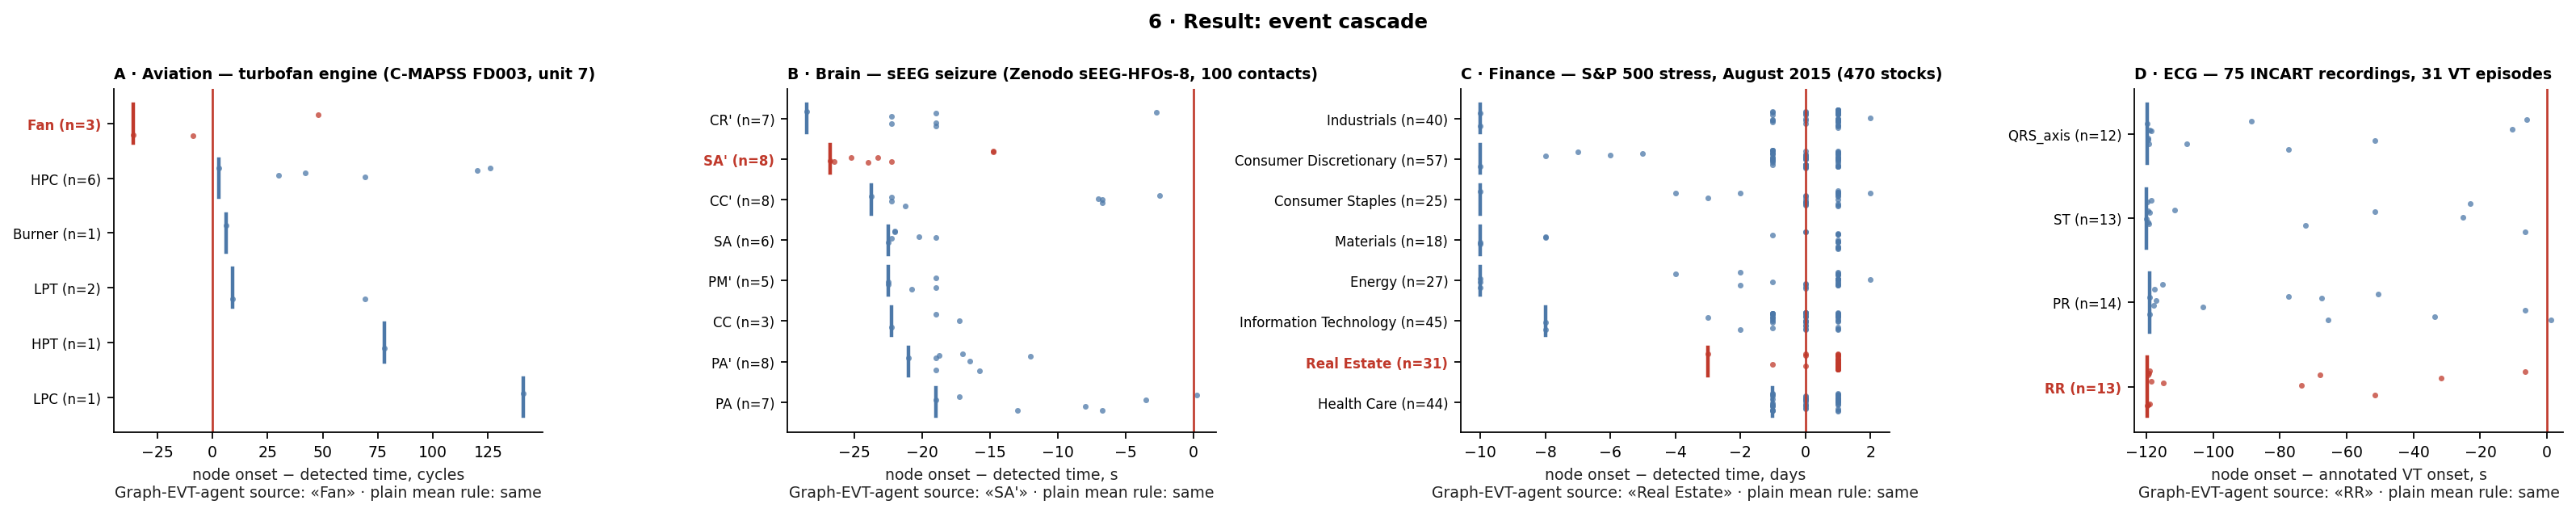 6 · Result: event cascade
A · Aviation — turbofan engine (C-MAPSS FD003, unit 7)
Fan (n=3)
HPC (n=6)
Burner (n=1)
LPT (n=2)
HPT (n=1)
LPC (n=1)
−25 0 25 50 75 100 125
node onset − detected time, cycles
Graph-EVT-agent source: «Fan» · plain mean rule: same
B · Brain — sEEG seizure (Zenodo sEEG-HFOs-8, 100 contacts)
CR' (n=7)
SA' (n=8)
CC' (n=8)
SA (n=6)
PM' (n=5)
CC (n=3)
PA' (n=8)
PA (n=7)
−25 −20 −15 −10 −5 0
node onset − detected time, s
Graph-EVT-agent source: «SA'» · plain mean rule: same
C · Finance — S&P 500 stress, August 2015 (470 stocks)
Industrials (n=40)
Consumer Discretionary (n=57)
Consumer Staples (n=25)
Materials (n=18)
Energy (n=27)
Information Technology (n=45)
Real Estate (n=31)
Health Care (n=44)
−10 −8 −6 −4 −2 0 2
node onset − detected time, days
Graph-EVT-agent source: «Real Estate» · plain mean rule: same
D · ECG — 75 INCART recordings, 31 VT episodes
QRS_axis (n=12)
ST (n=13)
PR (n=14)
RR (n=13)
−120 −100 −80 −60 −40 −20 0
node onset − annotated VT onset, s
Graph-EVT-agent source: «RR» · plain mean rule: same